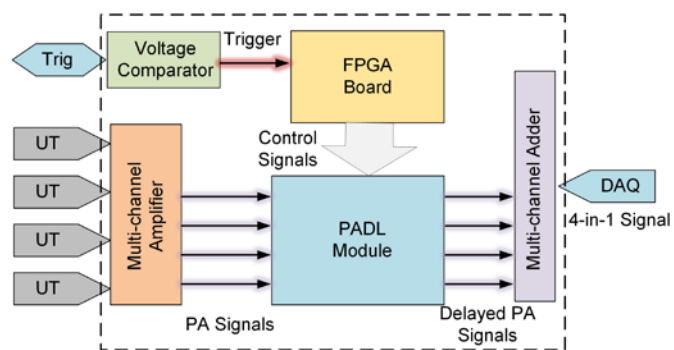 Trig
Voltage
Comparator
Trigger
FPGA
Board
Control
Signals
UT
UT
UT
UT
Multi-channel
Amplifier
PADL
Module
Multi-channel Adder
DAQ
4-in-1 Signal
PA Signals
Delayed PA
Signals